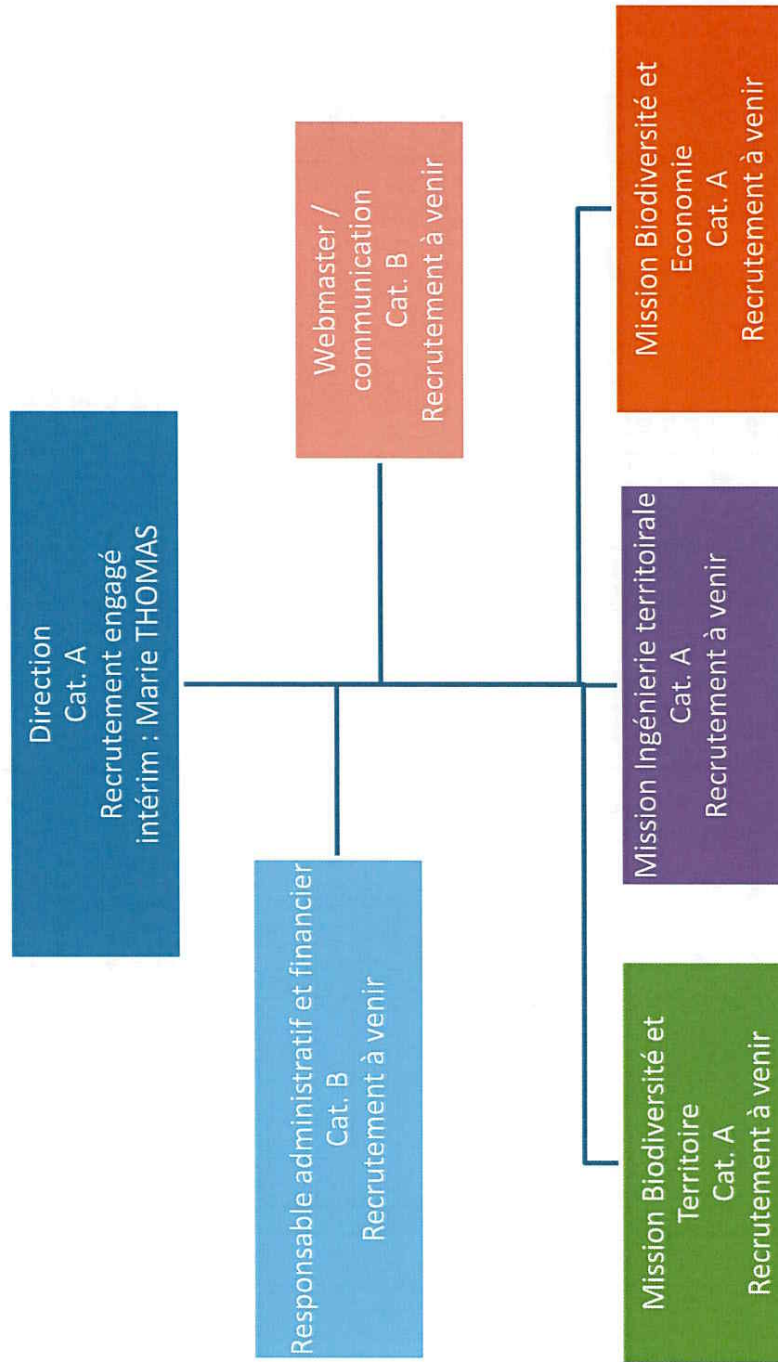 Direction
Cat. A
Recrutement engagé
intérim : Marie THOMAS
Responsable administratif et financier
Cat. B
Recrutement à venir
Webmaster /
communication
Cat. B
Recrutement à venir
Mission Biodiversité et
Territoire
Cat. A
Recrutement à venir
Mission Ingénierie territoirale
Cat. A
Recrutement à venir
Mission Biodiversité et
Economie
Cat. A
Recrutement à venir